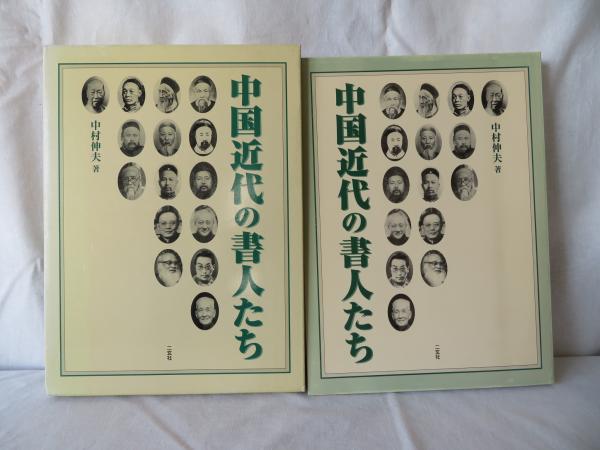 中国近代の書人たち
中村伸夫 著
二玄社
中国近代の書人たち
中村伸夫 著
二玄社